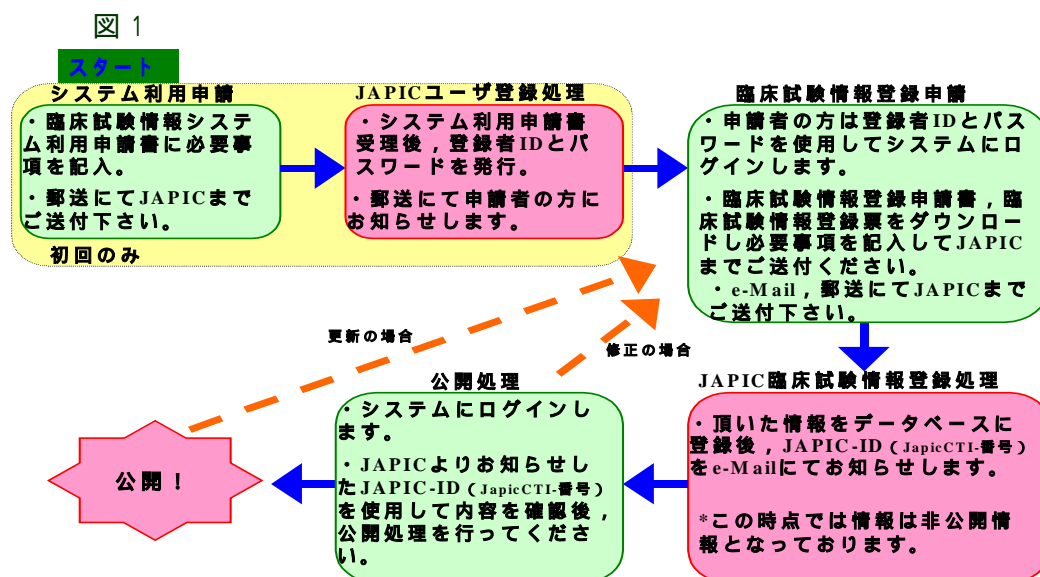 図1
スタート
システム利用申請
・臨床試験情報システ
ム利用申請書に必要事
項を記入。
・郵送にてJAPICまで
ご送付下さい。
初回のみ
JAPICユーザ登録処理
・システム利用申請書
受理後，登録者IDとパ
スワードを発行。
・郵送にて申請者の方に
お知らせします。
臨床試験情報登録申請
・申請者の方は登録者IDとパス
ワードを使用してシステムにロ
グインします。
・臨床試験情報登録申請書，臨
床試験情報登録票をダウンロー
ドし必要事項を記入してJAPIC
までご送付ください。
・e-Mail，郵送にてJAPICまで
ご送付下さい。
更新の場合
修正の場合
JAPIC臨床試験情報登録処理
・頂いた情報をデータベースに
登録後，JAPIC-ID（JapicCTI-番号）
をe-Mailにてお知らせします。
*この時点では情報は非公開情
報となっております。
公開処理
・システムにログインし
ます。
・JAPICよりお知らせし
たJAPIC-ID（JapicCTI-番号）
を使用して内容を確認後，
公開処理を行ってくださ
い。
公開！